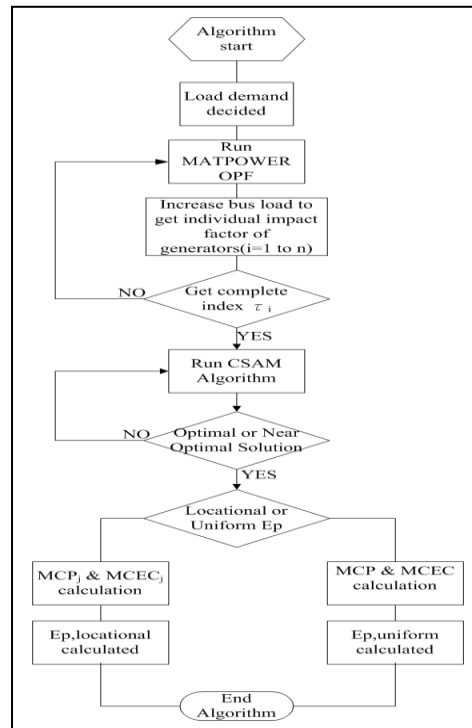 Algorithm
start
Load demand
decided
Run
MATPOWER
OPF
Increase bus load to
get individual impact
factor of
generators(i=1 to n)
NO
Get complete
index τ i
YES
Run CSAM
Algorithm
NO
Optimal or Near
Optimal Solution
YES
Locational or
Uniform Ep
MCPj & MCECj
calculation
MCP & MCEC
calculation
Ep,locational
calculated
Ep,uniform
calculated
End
Algorithm